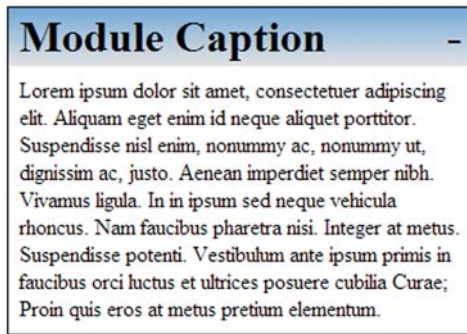 Module Caption -
Lorem ipsum dolor sit amet, consectetuer adipiscing
elit. Aliquam eget enim id neque aliquet porttitor.
Suspendisse nisl enim, nonummy ac, nonummy ut,
dignissim ac, justo. Aenean imperdiet semper nibh.
Vivamus ligula. In in ipsum sed neque vehicula
rhoncus. Nam faucibus pharetra nisi. Integer at metus.
Suspendisse potenti. Vestibulum ante ipsum primis in
faucibus orci luctus et ultrices posuere cubilia Curae;
Proin quis eros at metus pretium elementum.